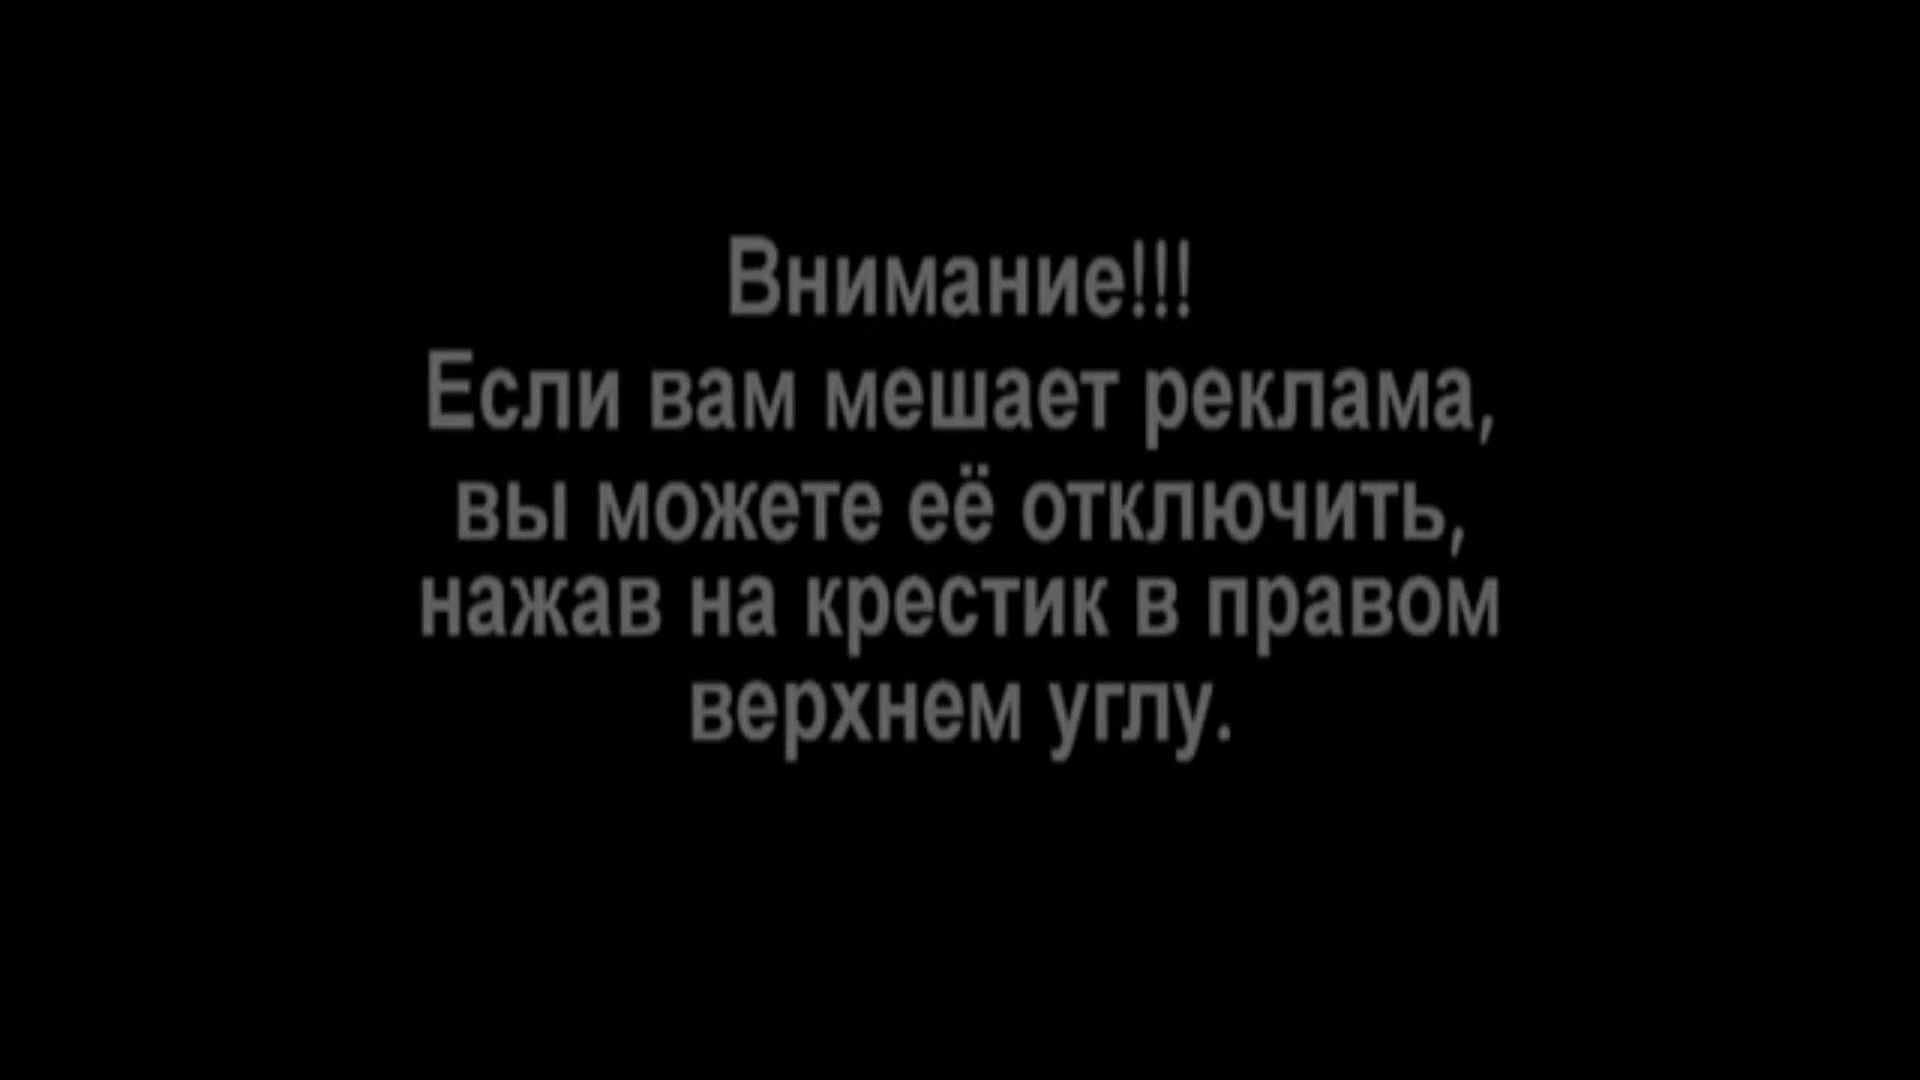 Внимание!!!
Если вам мешает реклама,
вы можете её отключить,
нажав на крестик в правом
верхнем углу.